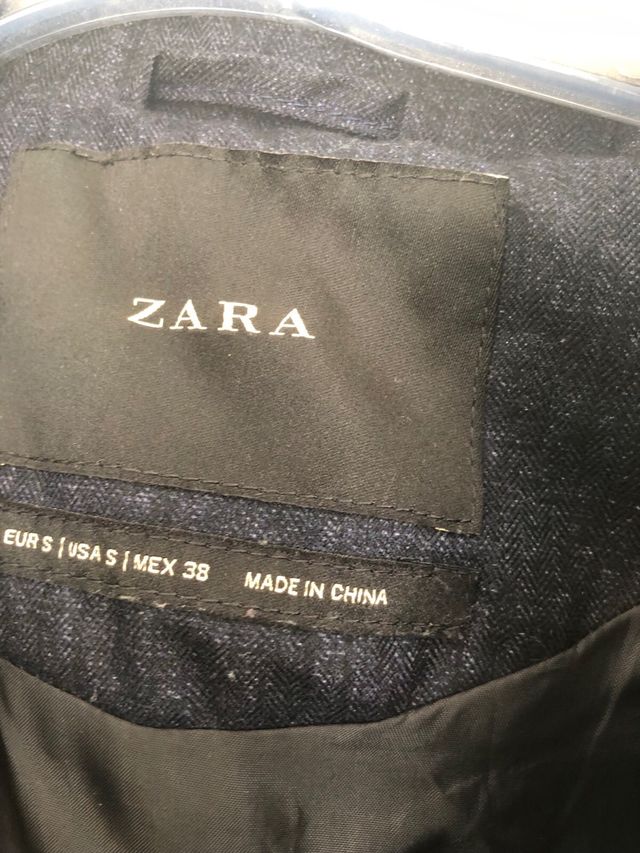 ZARA
EUR S | USA S | MEX 38 MADE IN CHINA